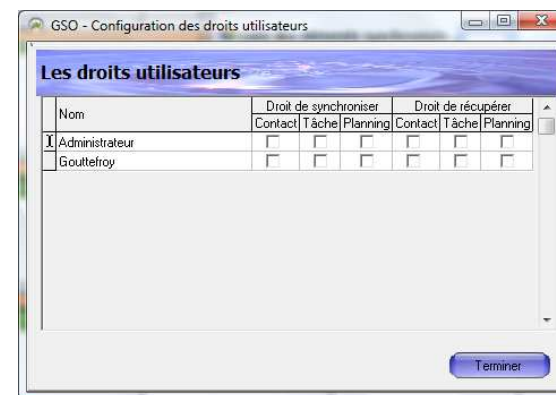 GSO - Configuration des droits utilisateurs
Les droits utilisateurs
Nom Droit de synchroniser Droit de récupérer
Contact Tâche Planning Contact Tâche Planning
Administrateur
Gouttefroy
Terminer